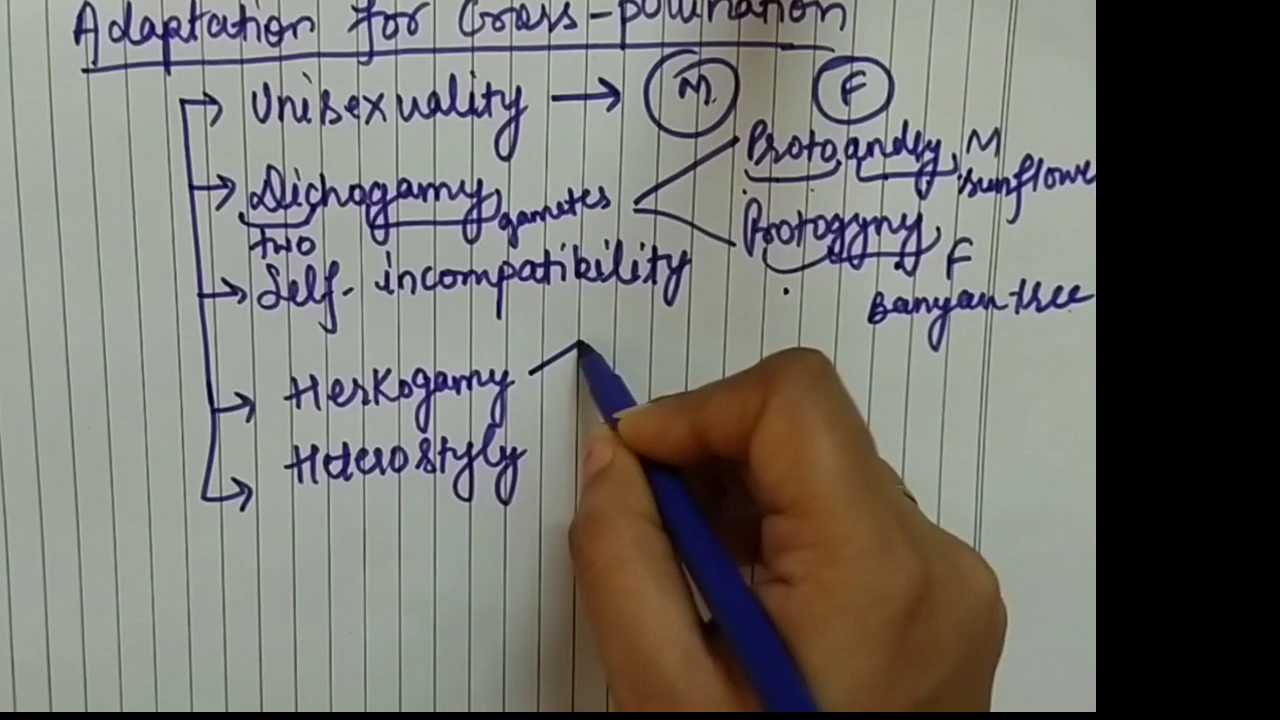 Adaptation for Cross-pollination
Unisexuality → M F
Dichogamy gametes Protoandry, M
two sunflower
Protogyny, F
Banyan tree
Self-incompatibility
Herkogamy
Heterostyly